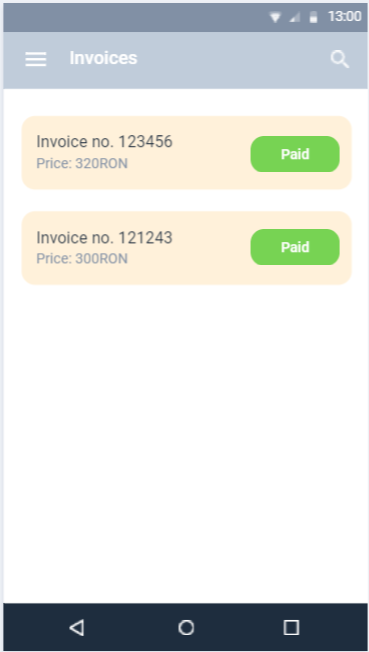 13:00
Invoices
Invoice no. 123456
Price: 320RON
Paid
Invoice no. 121243
Price: 300RON
Paid